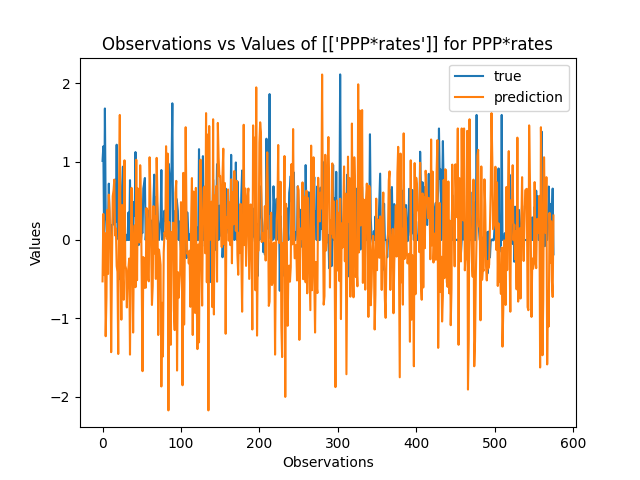 Observations vs Values of [['PPP*rates']] for PPP*rates
true
prediction
2
1
0
−1
−2
Values
0
100
200
300
400
500
600
Observations